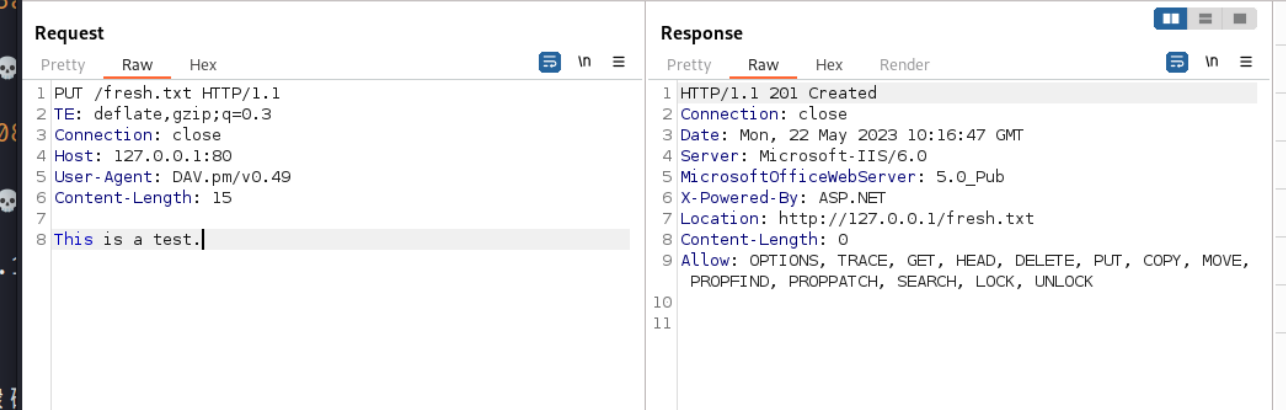 Request
Pretty Raw Hex
\n
1 PUT /fresh.txt HTTP/1.1
2 TE: deflate,gzip;q=0.3
3 Connection: close
4 Host: 127.0.0.1:80
5 User-Agent: DAV.pm/v0.49
6 Content-Length: 15
7
8 This is a test.
Response
Pretty Raw Hex Render
\n
1 HTTP/1.1 201 Created
2 Connection: close
3 Date: Mon, 22 May 2023 10:16:47 GMT
4 Server: Microsoft-IIS/6.0
5 MicrosoftOfficeWebServer: 5.0_Pub
6 X-Powered-By: ASP.NET
7 Location: http://127.0.0.1/fresh.txt
8 Content-Length: 0
9 Allow: OPTIONS, TRACE, GET, HEAD, DELETE, PUT, COPY, MOVE,
PROPFIND, PROPPATCH, SEARCH, LOCK, UNLOCK
10
11